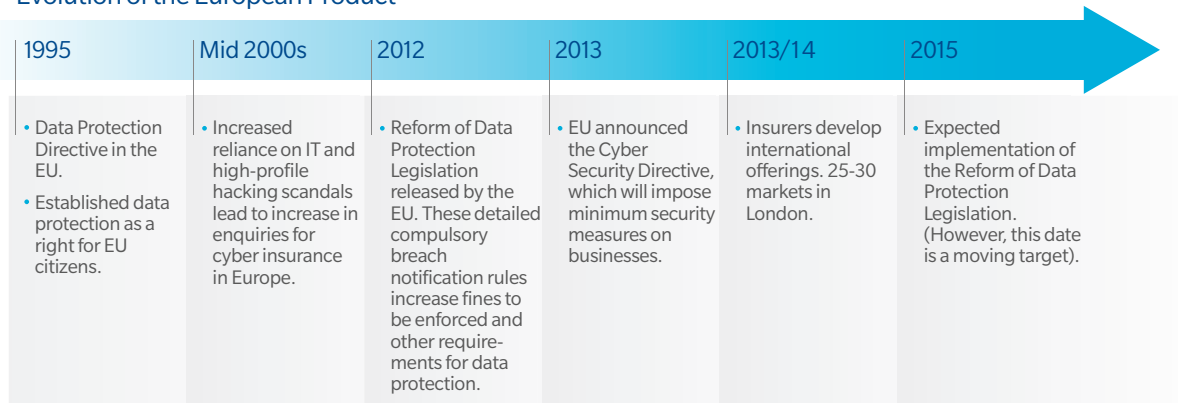 Evolution of the European Product
1995
Mid 2000s
2012
2013
2013/14
2015
• Data Protection
Directive in the
EU.
• Established data
protection as a
right for EU
citizens.
• Increased
reliance on IT and
high-profile
hacking scandals
lead to increase in
enquiries for
cyber insurance
in Europe.
• Reform of Data
Protection
Legislation
released by the
EU. These detailed
compulsory
breach
notification rules
increase fines to
be enforced and
other require-
ments for data
protection.
• EU announced
the Cyber
Security Directive,
which will impose
minimum security
measures on
businesses.
• Insurers develop
international
offerings. 25-30
markets in
London.
• Expected
implementation of
the Reform of Data
Protection
Legislation.
(However, this date
is a moving target).